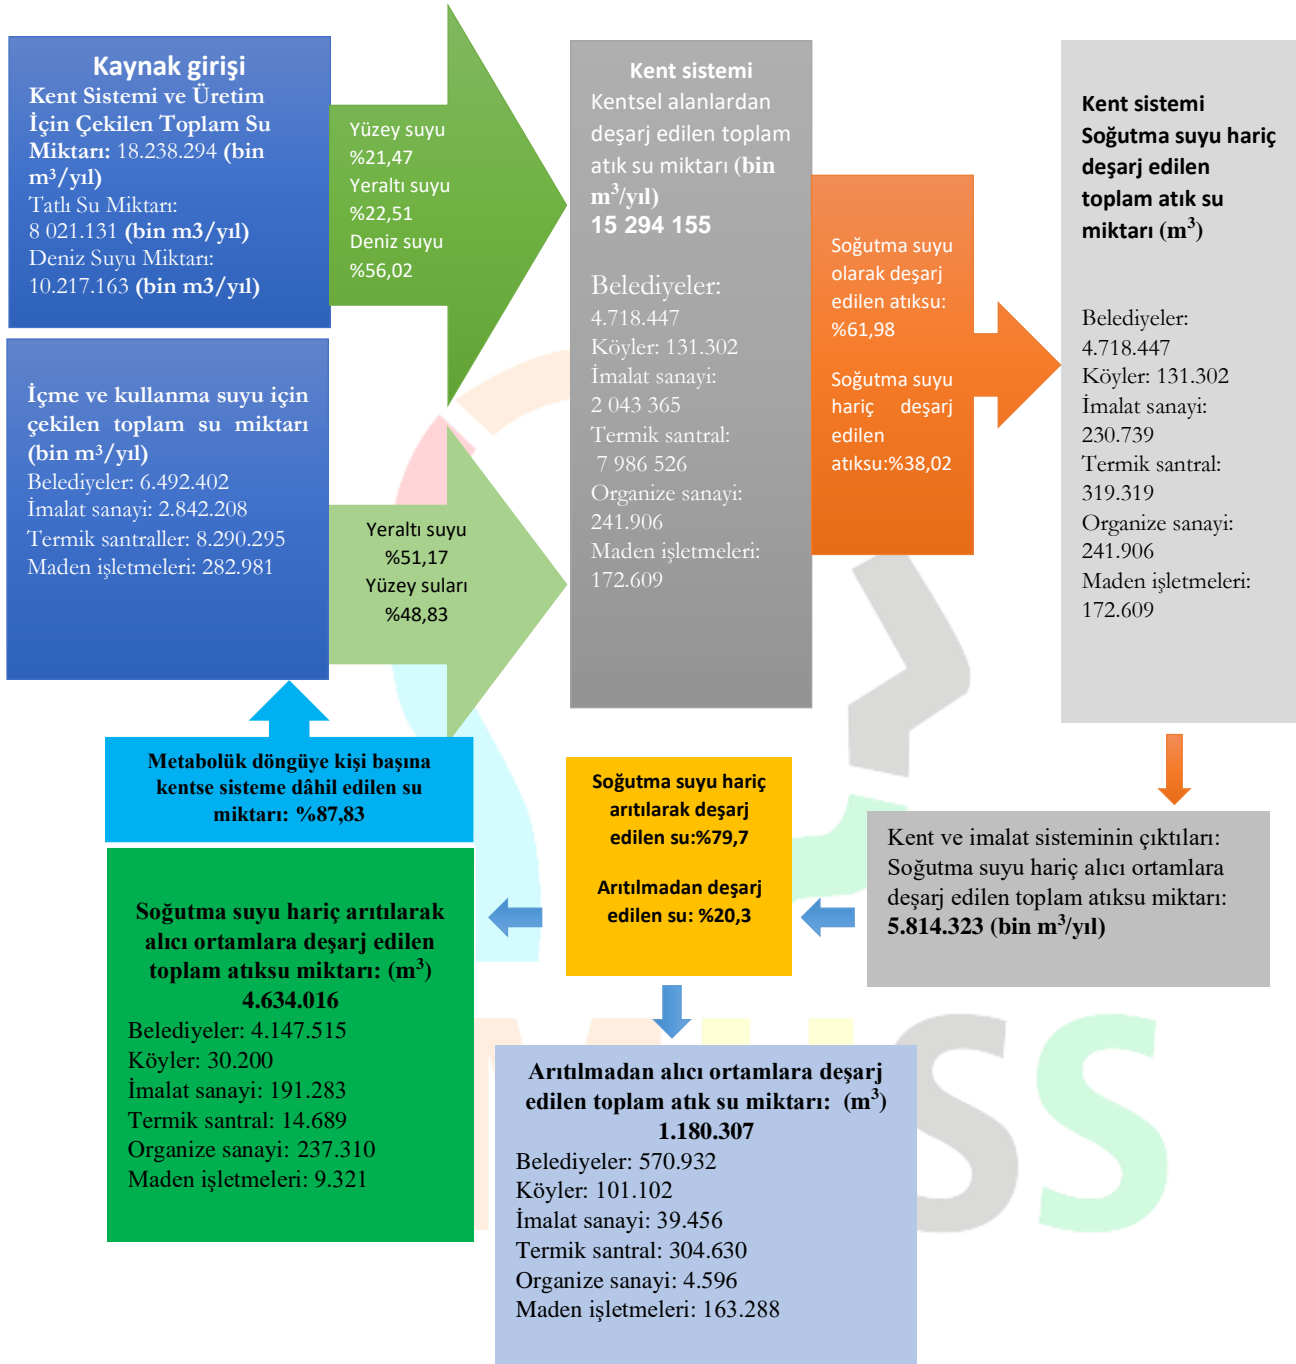 Kaynak girişi
Kent Sistemi ve Üretim
İçin Çekilen Toplam Su
Miktarı: 18.238.294 (bin
m³/yıl)
Tatlı Su Miktarı:
8 021.131 (bin m3/yıl)
Deniz Suyu Miktarı:
10.217.163 (bin m3/yıl)
Yüzey suyu
%21,47
Yeraltı suyu
%22,51
Deniz suyu
%56,02
İçme ve kullanma suyu için
çekilen toplam su miktarı
(bin m³/yıl)
Belediyeler: 6.492.402
İmalat sanayi: 2.842.208
Termik santraller: 8.290.295
Maden işletmeleri: 282.981
Yeraltı suyu
%51,17
Yüzey suları
%48,83
Kent sistemi
Kentsel alanlardan
deşarj edilen toplam
atık su miktarı (bin
m³/yıl)
15 294 155
Belediyeler:
4.718.447
Köyler: 131.302
İmalat sanayi:
2 043 365
Termik santral:
7 986 526
Organize sanayi:
241.906
Maden işletmeleri:
172.609
Soğutma suyu
olarak deşarj
edilen atıksu:
%61,98
Soğutma suyu
hariç deşarj
edilen
atıksu:%38,02
Kent sistemi
Soğutma suyu hariç
deşarj edilen
toplam atık su
miktarı (m³)
Belediyeler:
4.718.447
Köyler: 131.302
İmalat sanayi:
230.739
Termik santral:
319.319
Organize sanayi:
241.906
Maden işletmeleri:
172.609
Kent ve imalat sisteminin çıktıları:
Soğutma suyu hariç alıcı ortamlara
deşarj edilen toplam atıksu miktarı:
5.814.323 (bin m³/yıl)
Soğutma suyu hariç
arıtılarak deşarj
edilen su:%79,7
Arıtılmadan deşarj
edilen su: %20,3
Metabolük döngüye kişi başına
kentse sisteme dâhil edilen su
miktarı: %87,83
Soğutma suyu hariç arıtılarak
alıcı ortamlara deşarj edilen
toplam atıksu miktarı: (m³)
4.634.016
Belediyeler: 4.147.515
Köyler: 30.200
İmalat sanayi: 191.283
Termik santral: 14.689
Organize sanayi: 237.310
Maden işletmeleri: 9.321
Arıtılmadan alıcı ortamlara deşarj
edilen toplam atık su miktarı: (m³)
1.180.307
Belediyeler: 570.932
Köyler: 101.102
İmalat sanayi: 39.456
Termik santral: 304.630
Organize sanayi: 4.596
Maden işletmeleri: 163.288